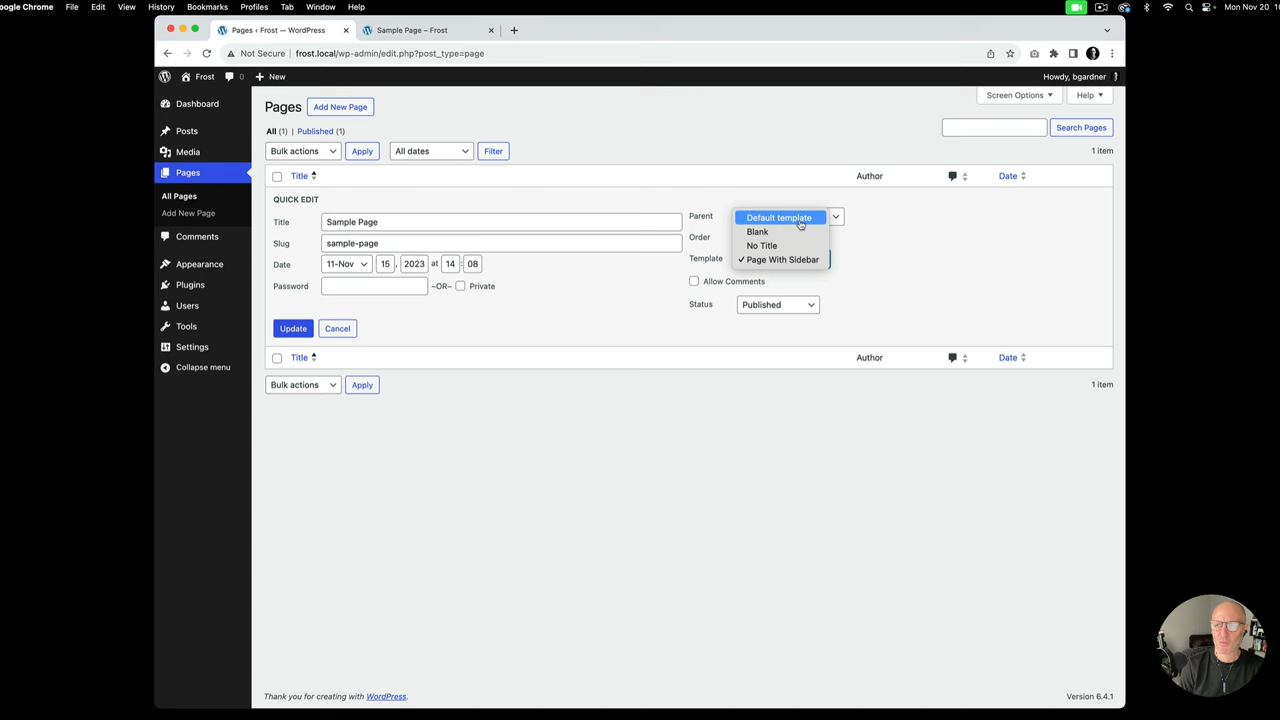 Google Chrome File Edit View History Bookmarks Profiles Tab Window Help Mon Nov 20
Pages ‹ Frost — WordPress × Sample Page – Frost × +
Not Secure frost.local/wp-admin/edit.php?post_type=page
Frost 0 + New Howdy, bgardner
Screen Options Help
Dashboard
Posts
Media
Pages
All Pages
Add New Page
Comments
Appearance
Plugins
Users
Tools
Settings
Collapse menu
Pages Add New Page
All (1) | Published (1)
Search Pages
Bulk actions Apply All dates Filter 1 item
Title Author Date
QUICK EDIT
Title Sample Page
Slug sample-page
Date 11-Nov 15 , 2023 at 14 : 08
Password –OR– Private
Parent
Order
Template
Default template
Blank
No Title
✓ Page With Sidebar
Allow Comments
Status Published
Update Cancel
Title Author Date
Bulk actions Apply 1 item
Thank you for creating with WordPress. Version 6.4.1